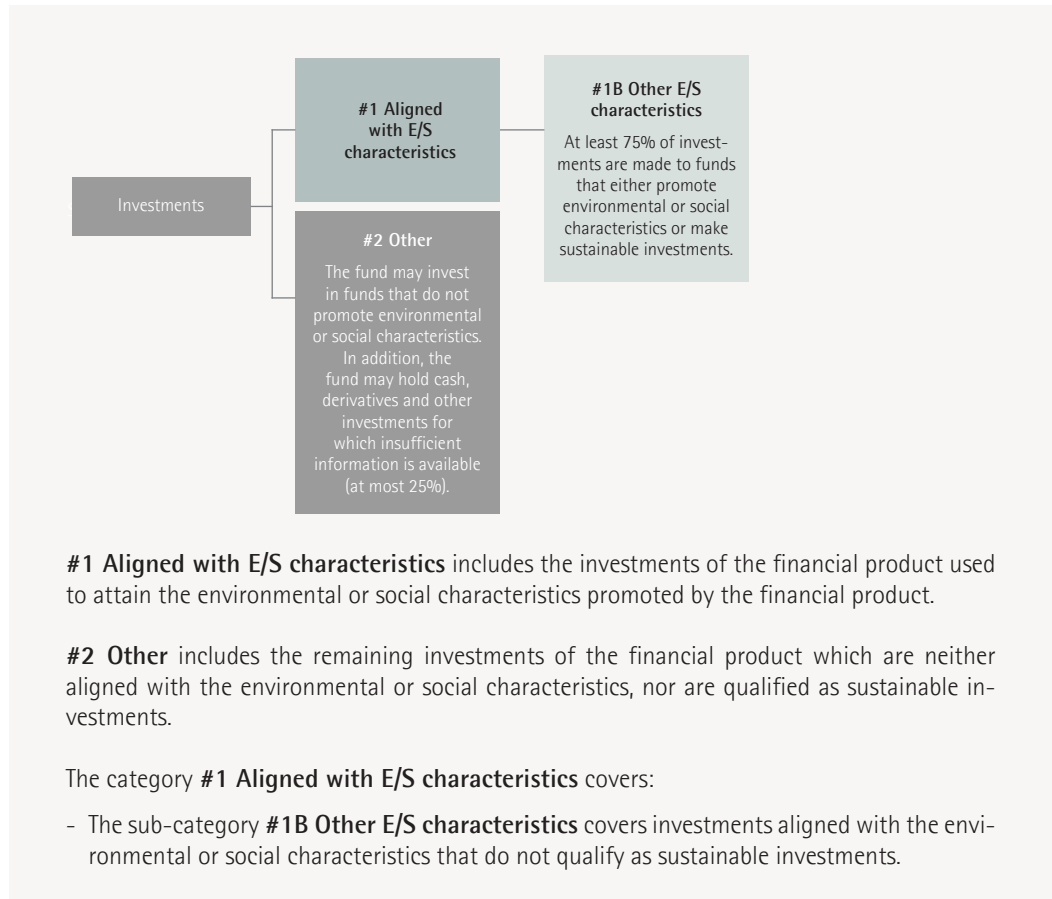 Investments
#1 Aligned
with E/S
characteristics
#2 Other
The fund may invest
in funds that do not
promote environmental
or social characteristics.
In addition, the
fund may hold cash,
derivatives and other
investments for
which insufficient
information is available
(at most 25%).
#1B Other E/S
characteristics
At least 75% of invest-
ments are made to funds
that either promote
environmental or social
characteristics or make
sustainable investments.
#1 Aligned with E/S characteristics includes the investments of the financial product used
to attain the environmental or social characteristics promoted by the financial product.
#2 Other includes the remaining investments of the financial product which are neither
aligned with the environmental or social characteristics, nor are qualified as sustainable in-
vestments.
The category #1 Aligned with E/S characteristics covers:
- The sub-category #1B Other E/S characteristics covers investments aligned with the envi-
ronmental or social characteristics that do not qualify as sustainable investments.